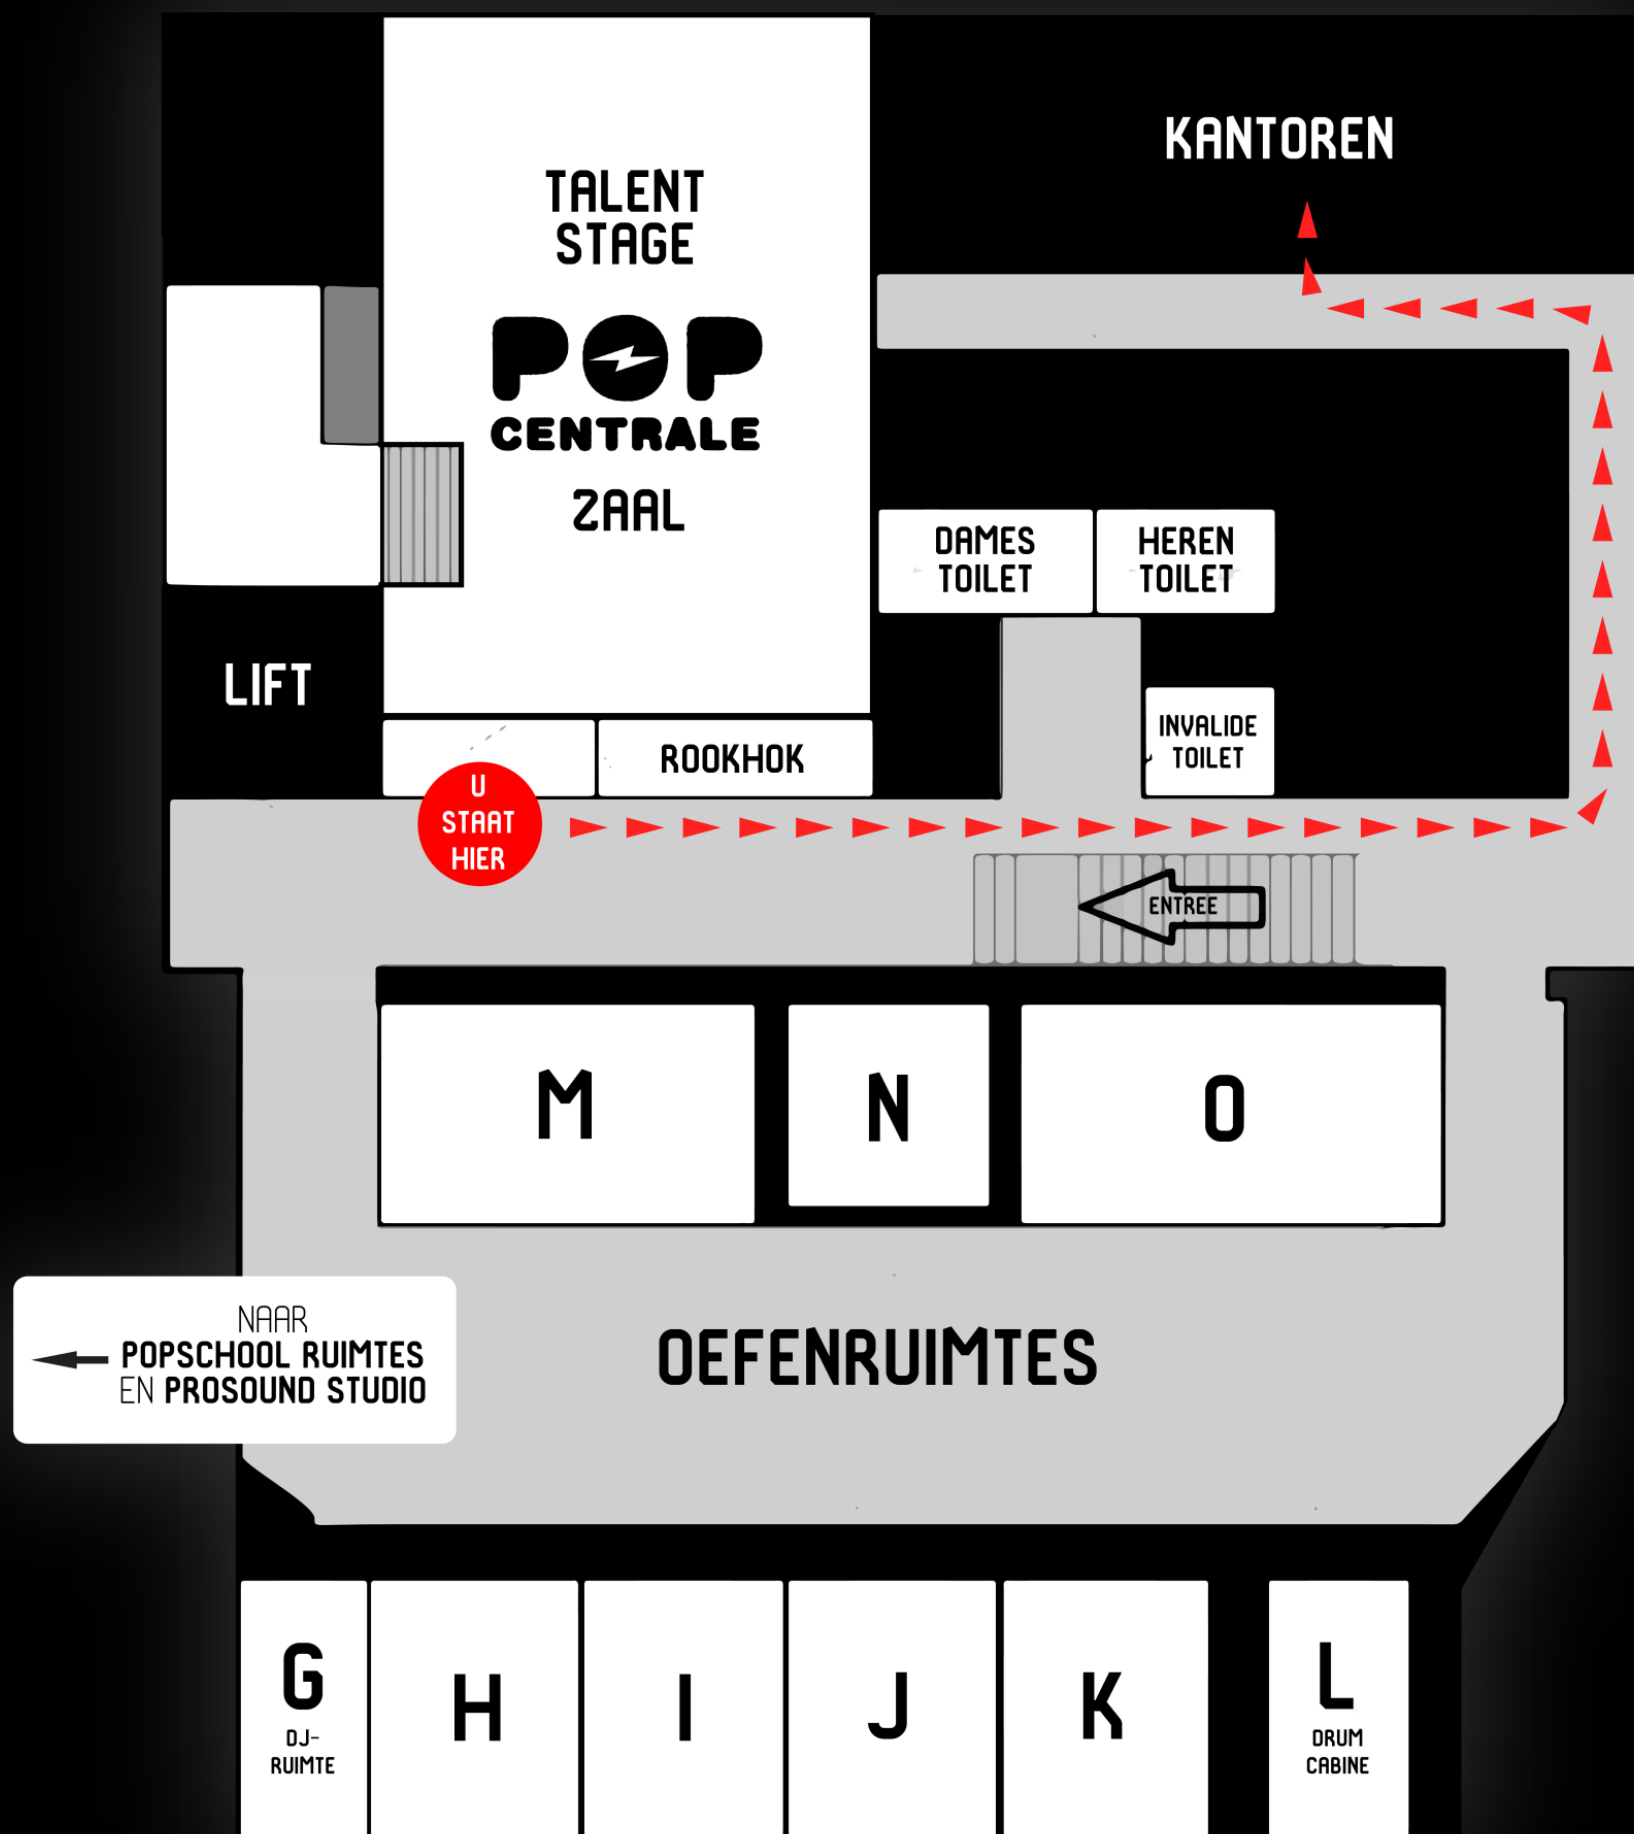 KANTOREN
TALENT
STAGE
POP
CENTRALE
ZAAL
DAMES
TOILET
HEREN
TOILET
LIFT
INVALIDE
TOILET
ROOKHOK
U
STAAT
HIER
ENTREE
M
N
O
NAAR
POPSCHOOL RUIMTES
EN PROSOUND STUDIO
OEFENRUIMTES
G
DJ-
RUIMTE
H
I
J
K
L
DRUM
CABINE